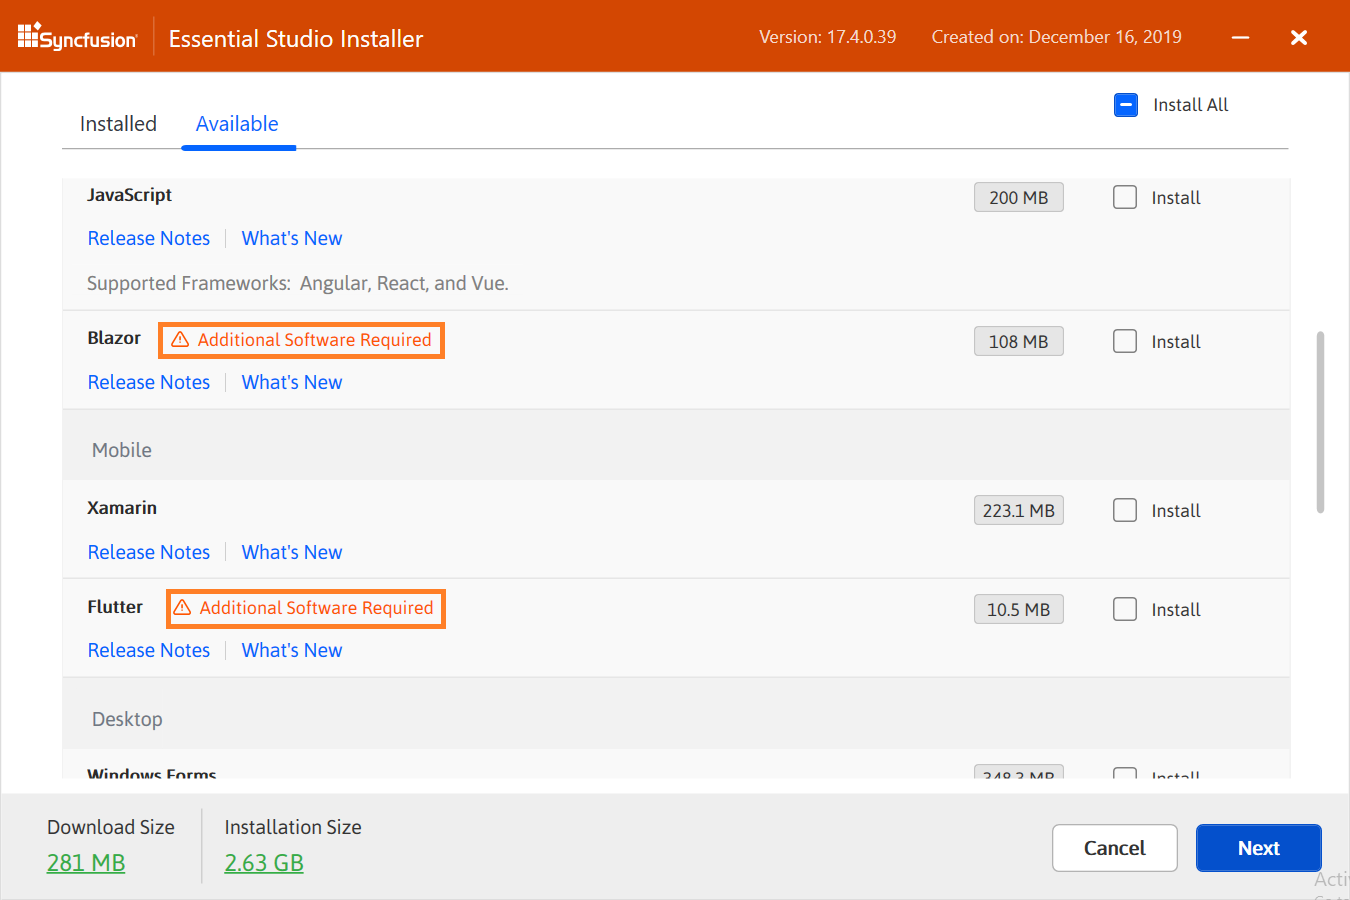 Syncfusion Essential Studio Installer Version: 17.4.0.39 Created on: December 16, 2019
Install All
Installed Available
JavaScript 200 MB Install
Release Notes What's New
Supported Frameworks: Angular, React, and Vue.
Blazor Additional Software Required 108 MB Install
Release Notes What's New
Mobile
Xamarin 223.1 MB Install
Release Notes What's New
Flutter Additional Software Required 10.5 MB Install
Release Notes What's New
Desktop
Windows Forms 348.3 MB Install
Download Size Installation Size
281 MB 2.63 GB
Cancel Next